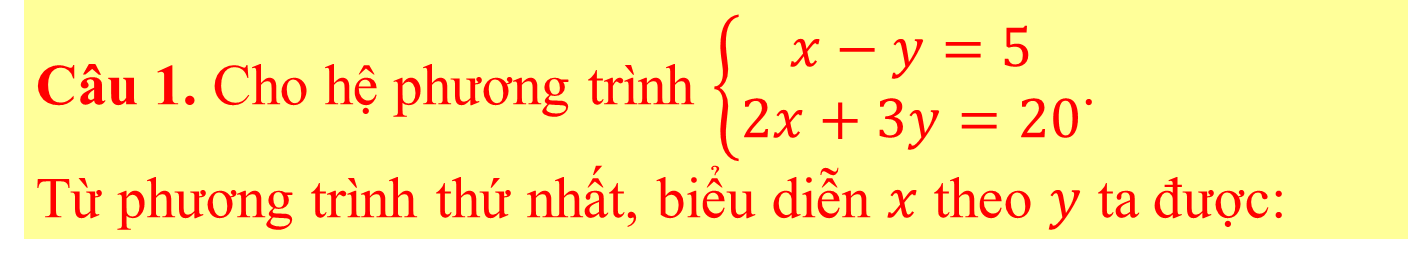 Câu 1. Cho hệ phương trình { x − y = 5
2x + 3y = 20.
Từ phương trình thứ nhất, biểu diễn x theo y ta được: